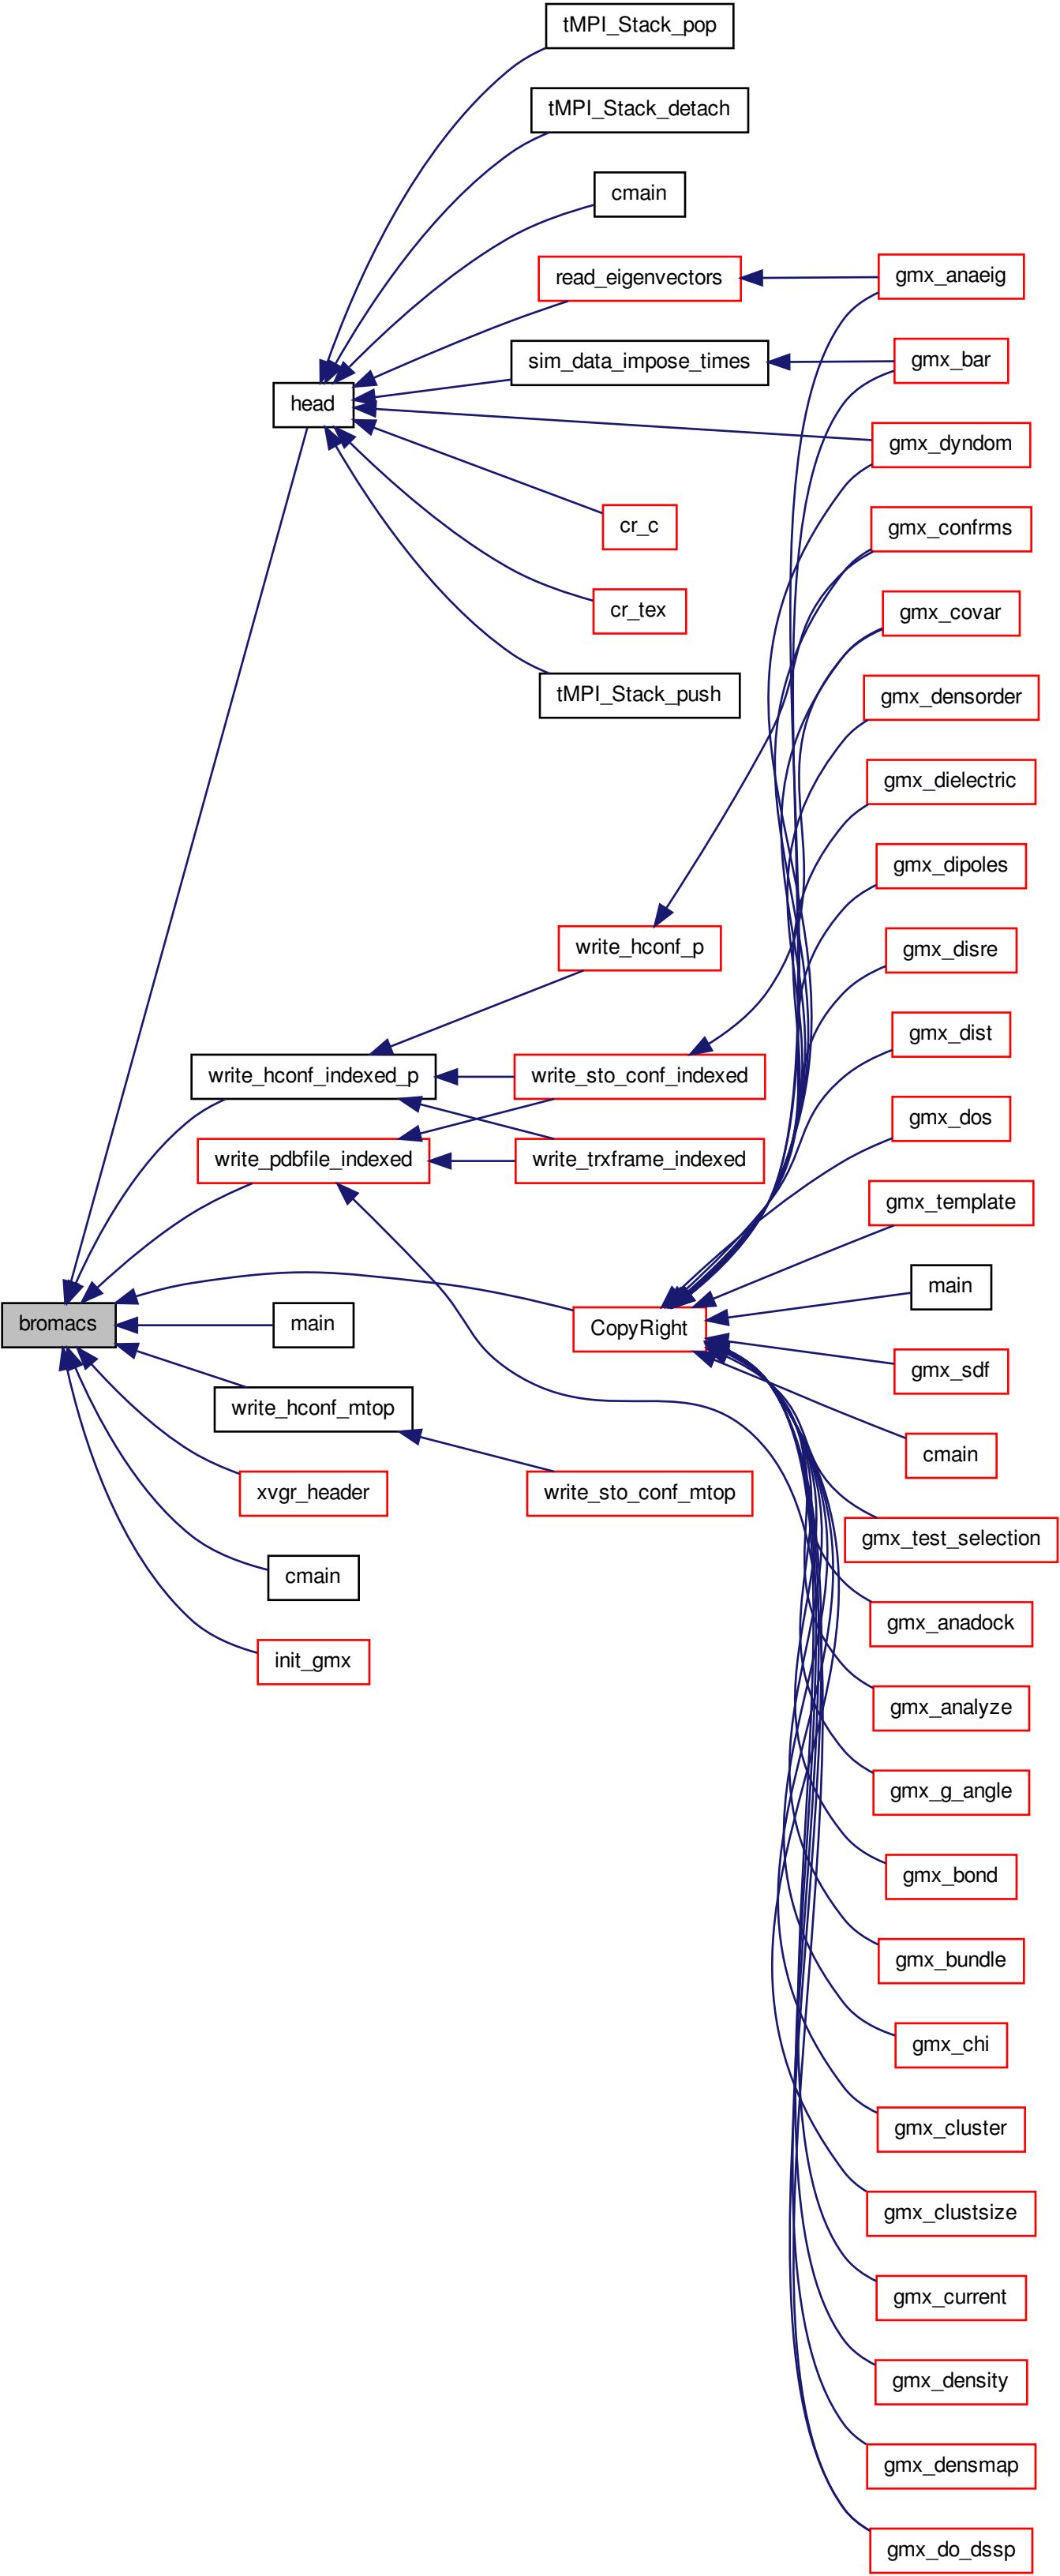 tMPI_Stack_pop
tMPI_Stack_detach
cmain
read_eigenvectors
gmx_anaeig
sim_data_impose_times
gmx_bar
head
gmx_dyndom
cr_c
gmx_confrms
cr_tex
gmx_covar
tMPI_Stack_push
gmx_densorder
gmx_dielectric
gmx_dipoles
write_hconf_p
gmx_disre
gmx_dist
write_hconf_indexed_p
write_sto_conf_indexed
gmx_dos
write_pdbfile_indexed
write_trxframe_indexed
gmx_template
main
bromacs
main
CopyRight
gmx_sdf
write_hconf_mtop
cmain
xvgr_header
write_sto_conf_mtop
gmx_test_selection
cmain
gmx_anadock
init_gmx
gmx_analyze
gmx_g_angle
gmx_bond
gmx_bundle
gmx_chi
gmx_cluster
gmx_clustsize
gmx_current
gmx_density
gmx_densmap
gmx_do_dssp